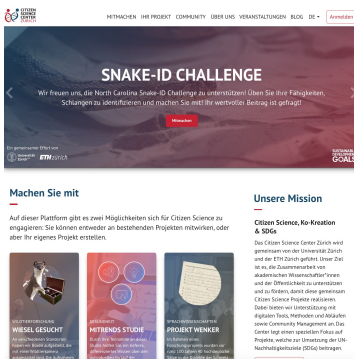 CITIZEN
SCIENCE
CENTER
ZURICH
MITMACHEN IHR PROJEKT COMMUNITY ÜBER UNS VERANSTALTUNGEN BLOG DE Anmelden
SNAKE-ID CHALLENGE
Wir freuen uns, die North Carolina Snake-ID Challenge zu unterstützen! Üben Sie ihre Fähigkeiten,
Schlangen zu identifizieren und machen Sie mit! Ihr wertvoller Beitrag ist gefragt!
Mitmachen
Ein gemeinsamer Effort von
Universität
Zürich
ETH zürich
SUSTAINABLE
DEVELOPMENT
GOALS
Machen Sie mit
Auf dieser Plattform gibt es zwei Möglichkeiten sich für Citizen Science zu
engagieren: Sie können entweder an bestehenden Projekten mitwirken, oder
aber Ihr eigenes Projekt erstellen.
WIESEL GESUCHT
GESUNDHEIT
MITRENDS STUDIE
SPRACHWISSENSCHAFTEN
PROJEKT WENKER
Unsere Mission
Citizen Science, Ko-Kreation
& SDGs
Das Citizen Science Center Zürich wird
gemeinsam von der Universität Zürich
und der ETH Zürich geführt. Unser Ziel
ist es, die Zusammenarbeit von
akademischen Wissenschaftler*innen
und der Öffentlichkeit zu unterstützen
und zu fördern, damit diese gemeinsam
Citizen Science Projekte realisieren.
Dabei bieten wir Unterstützung mit
digitalen Tools, Methoden und Abläufen
sowie Community Management an. Das
Center legt einen speziellen Fokus auf
Projekte, welche zur Umsetzung der UN-
Nachhaltigkeitsziele (SDGs) beitragen.